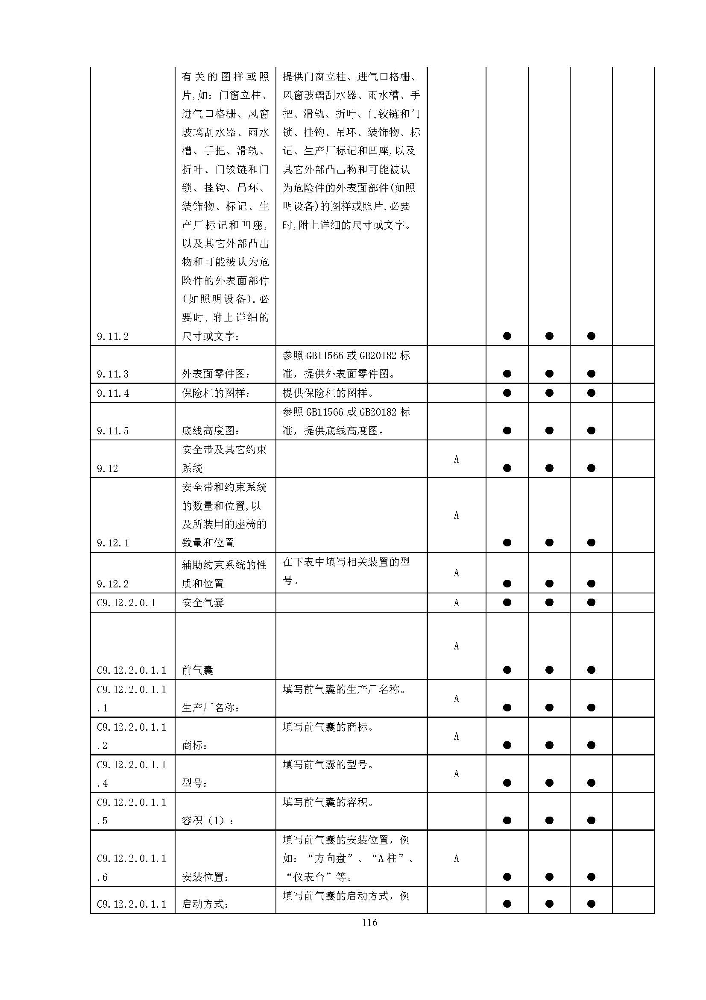 有关的图样或照
片,如：门窗立柱、
进气口格栅、风窗
玻璃刮水器、雨水
槽、手把、滑轨、
折叶、门铰链和门
锁、挂钩、吊环、
装饰物、标记、生
产厂标记和凹座,
以及其它外部凸出
物和可能被认为危
险件的外表面部件
(如照明设备).必
要时,附上详细的
9.11.2 尺寸或文字： ● ● ●
提供门窗立柱、进气口格栅、
风窗玻璃刮水器、雨水槽、手
把、滑轨、折叶、门铰链和门
锁、挂钩、吊环、装饰物、标
记、生产厂标记和凹座,以及
其它外部凸出物和可能被认
为危险件的外表面部件(如照
明设备)的图样或照片,必要
时,附上详细的尺寸或文字。
9.11.3 外表面零件图： ● ● ●
参照 GB11566 或 GB20182 标
准，提供外表面零件图。
9.11.4 保险杠的图样： 提供保险杠的图样。 ● ● ●
9.11.5 底线高度图： ● ● ●
参照 GB11566 或 GB20182 标
准，提供底线高度图。
安全带及其它约束
9.12 系统 A ● ● ●
安全带和约束系统
的数量和位置,以
及所装用的座椅的
9.12.1 数量和位置 A ● ● ●
辅助约束系统的性
9.12.2 质和位置 A ● ● ●
在下表中填写相关装置的型
号。
C9.12.2.0.1 安全气囊 A ● ● ●
C9.12.2.0.1.1 前气囊 A ● ● ●
C9.12.2.0.1.1 填写前气囊的生产厂名称。 A
.1 生产厂名称： ● ● ●
C9.12.2.0.1.1 填写前气囊的商标。 A
.2 商标： ● ● ●
C9.12.2.0.1.1 填写前气囊的型号。 A
.4 型号： ● ● ●
C9.12.2.0.1.1 填写前气囊的容积。
.5 容积（l）： ● ● ●
填写前气囊的安装位置，例
C9.12.2.0.1.1 如：“方向盘”、“A 柱”、 A
.6 安装位置： “仪表台”等。 ● ● ●
C9.12.2.0.1.1 启动方式： 填写前气囊的启动方式，例 ● ● ●
116